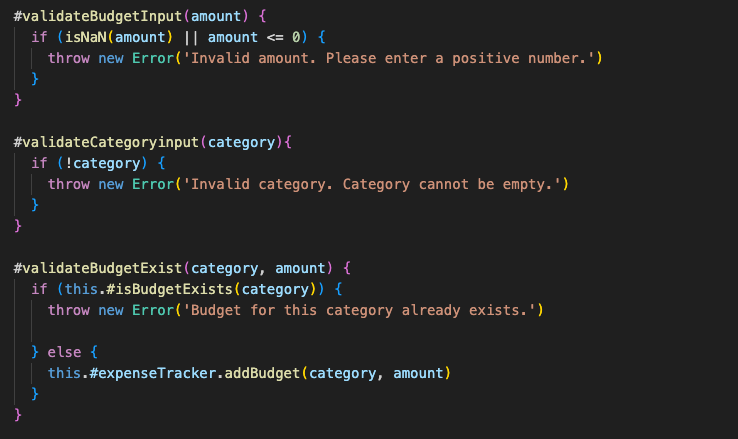 #validateBudgetInput(amount) {
if (isNaN(amount) || amount <= 0) {
throw new Error('Invalid amount. Please enter a positive number.')
}
}
#validateCategoryinput(category){
if (!category) {
throw new Error('Invalid category. Category cannot be empty.')
}
}
#validateBudgetExist(category, amount) {
if (this.#isBudgetExists(category)) {
throw new Error('Budget for this category already exists.')
} else {
this.#expenseTracker.addBudget(category, amount)
}
}